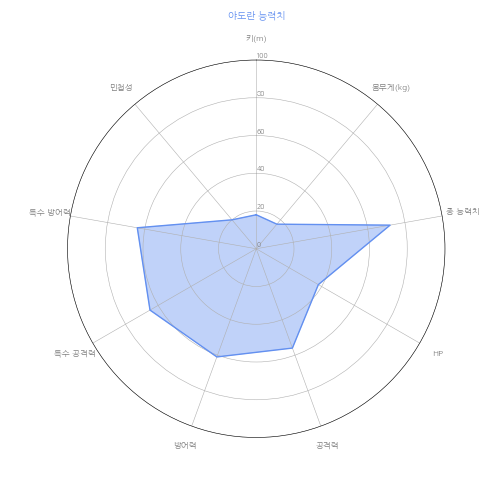 야도란 능력치
키(m)
몸무게(kg)
총 능력치
HP
공격력
방어력
특수 공격력
특수 방어력
민첩성
100
80
60
40
20
0